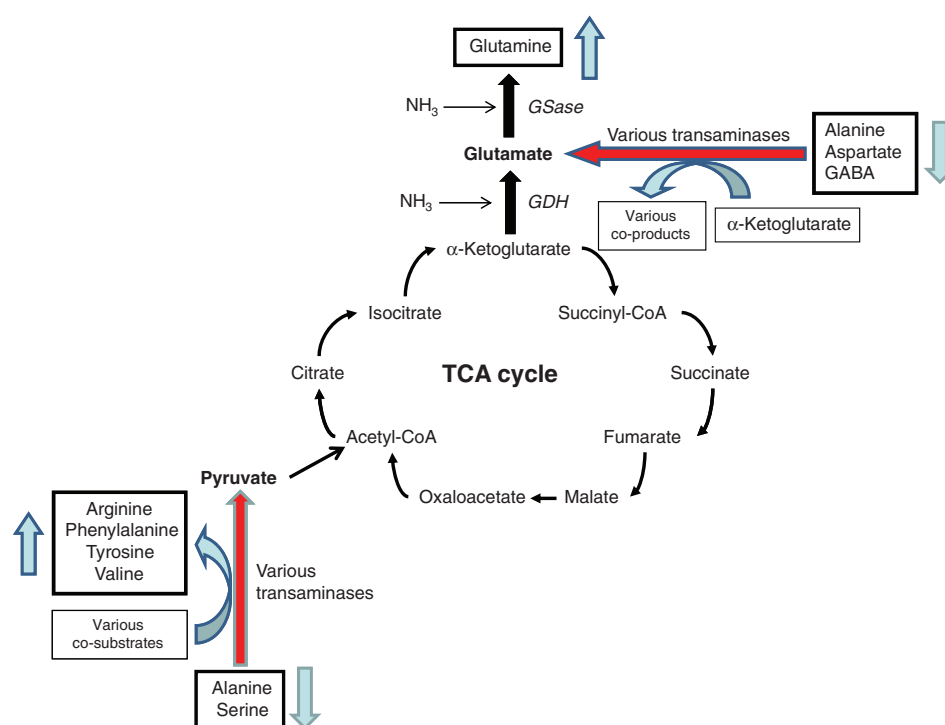 Glutamine
NH₃
GSase
Various transaminases
Glutamate
Alanine
Aspartate
GABA
NH₃
GDH
Various
co-products
α-Ketoglutarate
α-Ketoglutarate
Isocitrate
Succinyl-CoA
Citrate
TCA cycle
Succinate
Acetyl-CoA
Fumarate
Pyruvate
Oxaloacetate
Malate
Arginine
Phenylalanine
Tyrosine
Valine
Various
transaminases
Various
co-substrates
Alanine
Serine